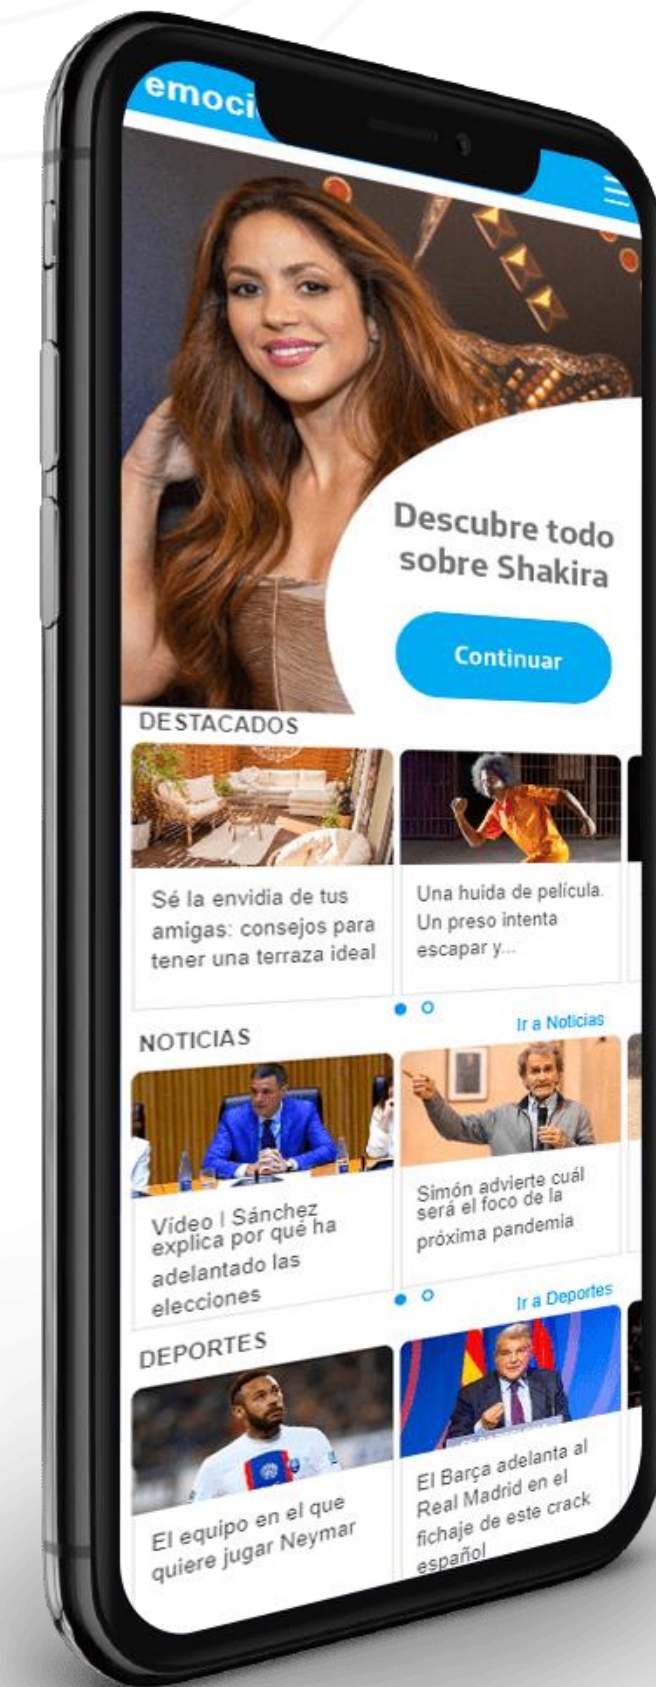 emoci
Descubre todo
sobre Shakira
Continuar
DESTACADOS
Sé la envidia de tus
amigas: consejos para
tener una terraza ideal
Una huida de película.
Un preso intenta
escapar y...
NOTICIAS
Ir a Noticias
Vídeo | Sánchez
explica por qué ha
adelantado las
elecciones
Simón advierte cuál
será el foco de la
próxima pandemia
DEPORTES
Ir a Deportes
El equipo en el que
quiere jugar Neymar
El Barça adelanta al
Real Madrid en el
fichaje de este crack
español